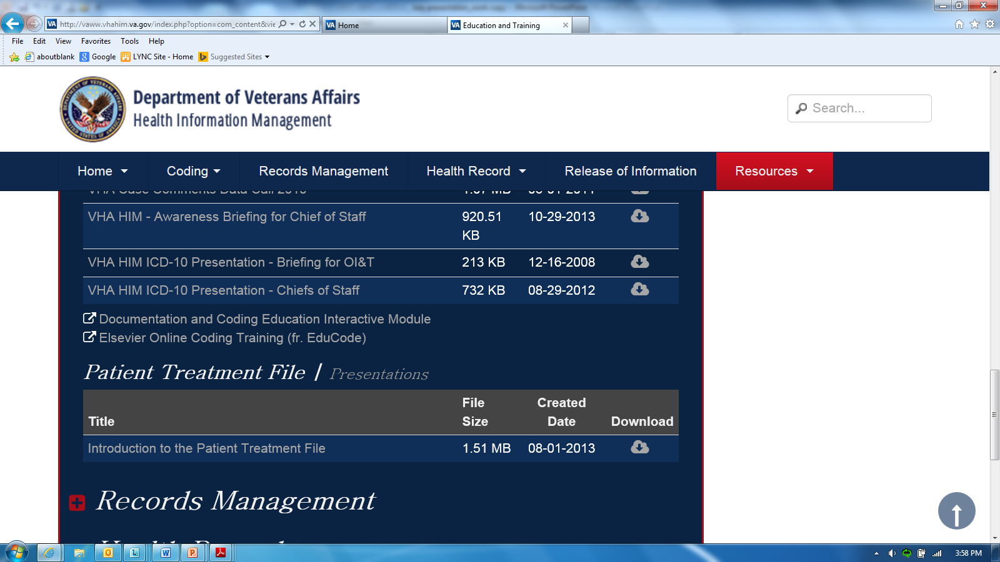 http://vaww.vhahim.va.gov/index.php?option=com_content&vie
VA Home
VA Education and Training
File Edit View Favorites Tools Help
aboutblank Google LYNC Site - Home Suggested Sites
Department of Veterans Affairs
Health Information Management
Search...
Home Coding Records Management Health Record Release of Information Resources
VHA HIM - Awareness Briefing for Chief of Staff 920.51 KB 10-29-2013
VHA HIM ICD-10 Presentation - Briefing for OI&T 213 KB 12-16-2008
VHA HIM ICD-10 Presentation - Chiefs of Staff 732 KB 08-29-2012
Documentation and Coding Education Interactive Module
Elsevier Online Coding Training (fr. EduCode)
Patient Treatment File / Presentations
Title File Size Created Date Download
Introduction to the Patient Treatment File 1.51 MB 08-01-2013
Records Management
3:58 PM